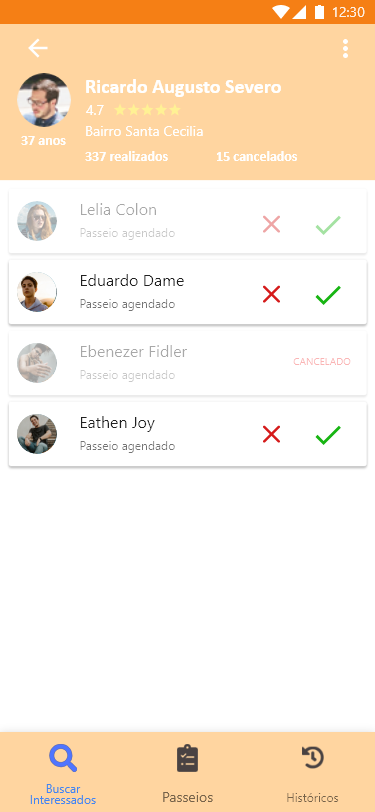 12:30
Ricardo Augusto Severo
4,7
37 anos
Bairro Santa Cecilia
337 realizados 15 cancelados
Lelia Colon
Passeio agendado
Eduardo Dame
Passeio agendado
Ebenezer Fidler
Passeio agendado
CANCELADO
Eathen Joy
Passeio agendado
Buscar
Interessados
Passeios
Históricos